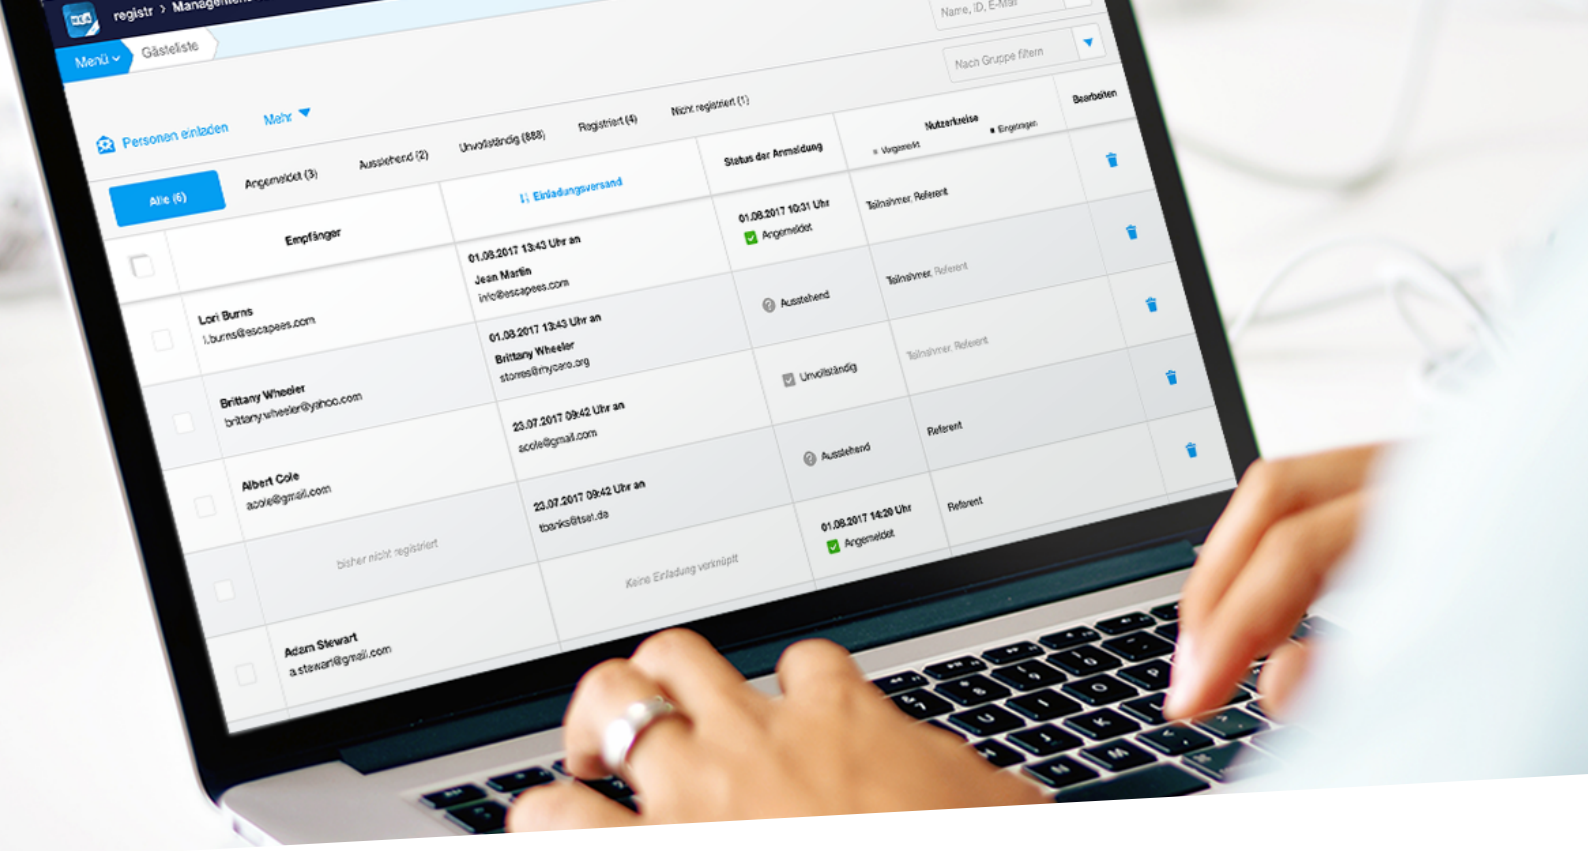 registr > Management
Menü
Gästeliste
Name, ID, E-Mail
Nach Gruppe filtern
Personen einladen
Mehr
Alle (6)
Angemeldet (3)
Ausstehend (2)
Unvollständig (888)
Registriert (4)
Nicht registriert (1)
Empfänger
Einladungsversand
Status der Anmeldung
Nutzerkreise
Vorgemerkt
Eingetragen
Bearbeiten
Lori Burns
l.burns@escapees.com
01.08.2017 13:43 Uhr an
Jean Martin
info@escapees.com
01.08.2017 10:31 Uhr
Angemeldet
Teilnehmer, Referent
Brittany Wheeler
brittany.wheeler@yahoo.com
01.08.2017 13:43 Uhr an
Brittany Wheeler
storres@mycero.org
Ausstehend
Teilnehmer, Referent
Albert Cole
acole@gmail.com
23.07.2017 09:42 Uhr an
acole@gmail.com
Unvollständig
Teilnehmer, Referent
bisher nicht registriert
23.07.2017 09:42 Uhr an
tbanks@tset.de
Ausstehend
Referent
Adam Stewart
a.stewart@gmail.com
Keine Einladung verknüpft
01.08.2017 14:20 Uhr
Angemeldet
Referent